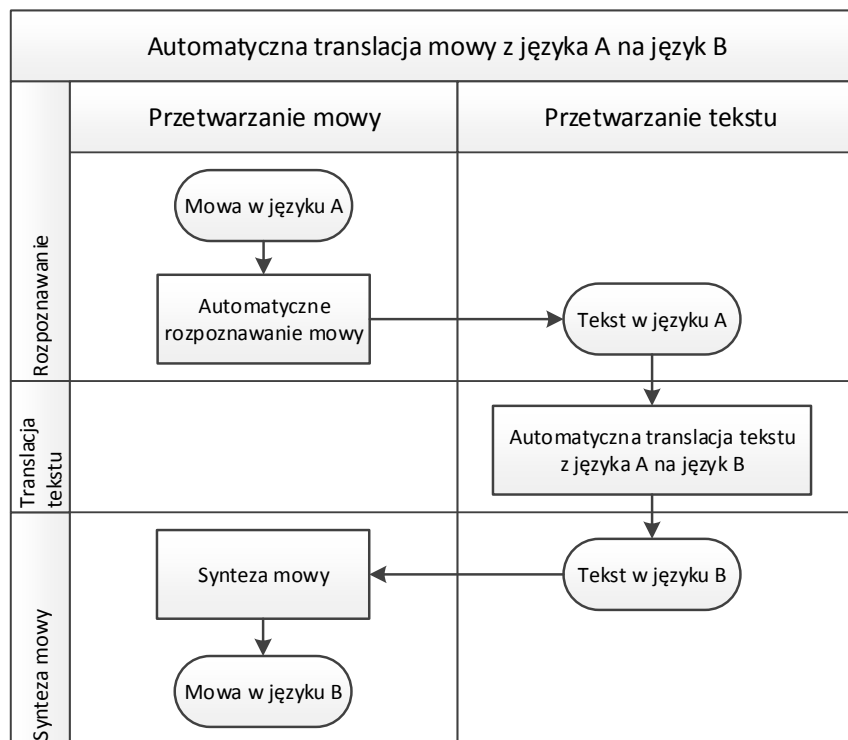 Automatyczna translacja mowy z języka A na język B
Przetwarzanie mowy
Przetwarzanie tekstu
Rozpoznawanie
Mowa w języku A
Automatyczne
rozpoznawanie mowy
Tekst w języku A
Translacja
tekstu
Automatyczna translacja tekstu
z języka A na język B
Synteza mowy
Synteza mowy
Tekst w języku B
Mowa w języku B